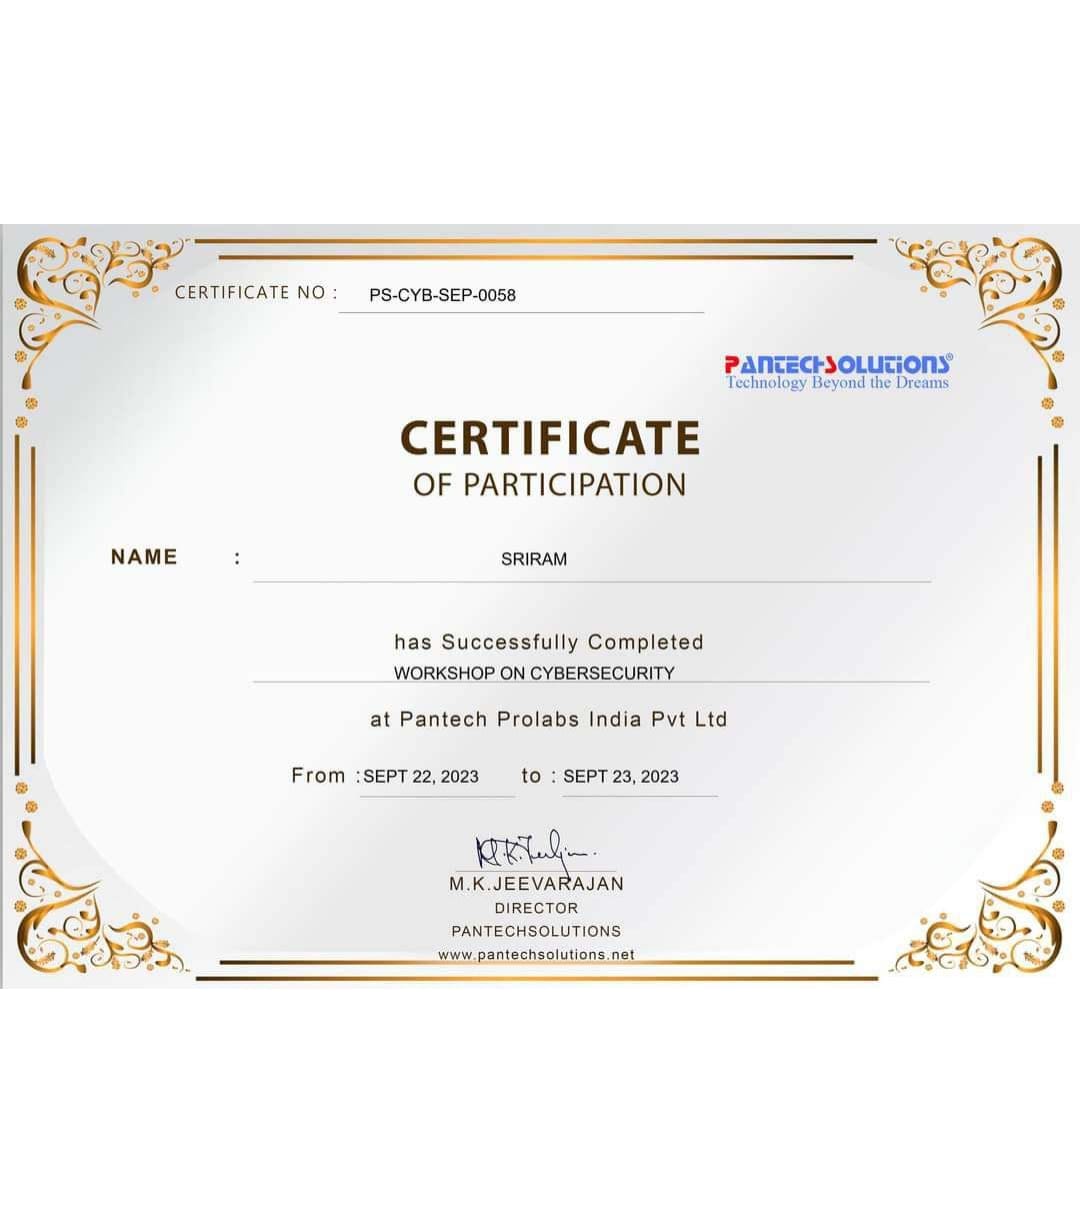 CERTIFICATE NO : PS-CYB-SEP-0058
PANTECHSOLUTIONS®
Technology Beyond the Dreams
CERTIFICATE
OF PARTICIPATION
NAME : SRIRAM
has Successfully Completed
WORKSHOP ON CYBERSECURITY
at Pantech Prolabs India Pvt Ltd
From : SEPT 22, 2023 to : SEPT 23, 2023
M.K.JEEVARAJAN
DIRECTOR
PANTECHSOLUTIONS
www.pantechsolutions.net